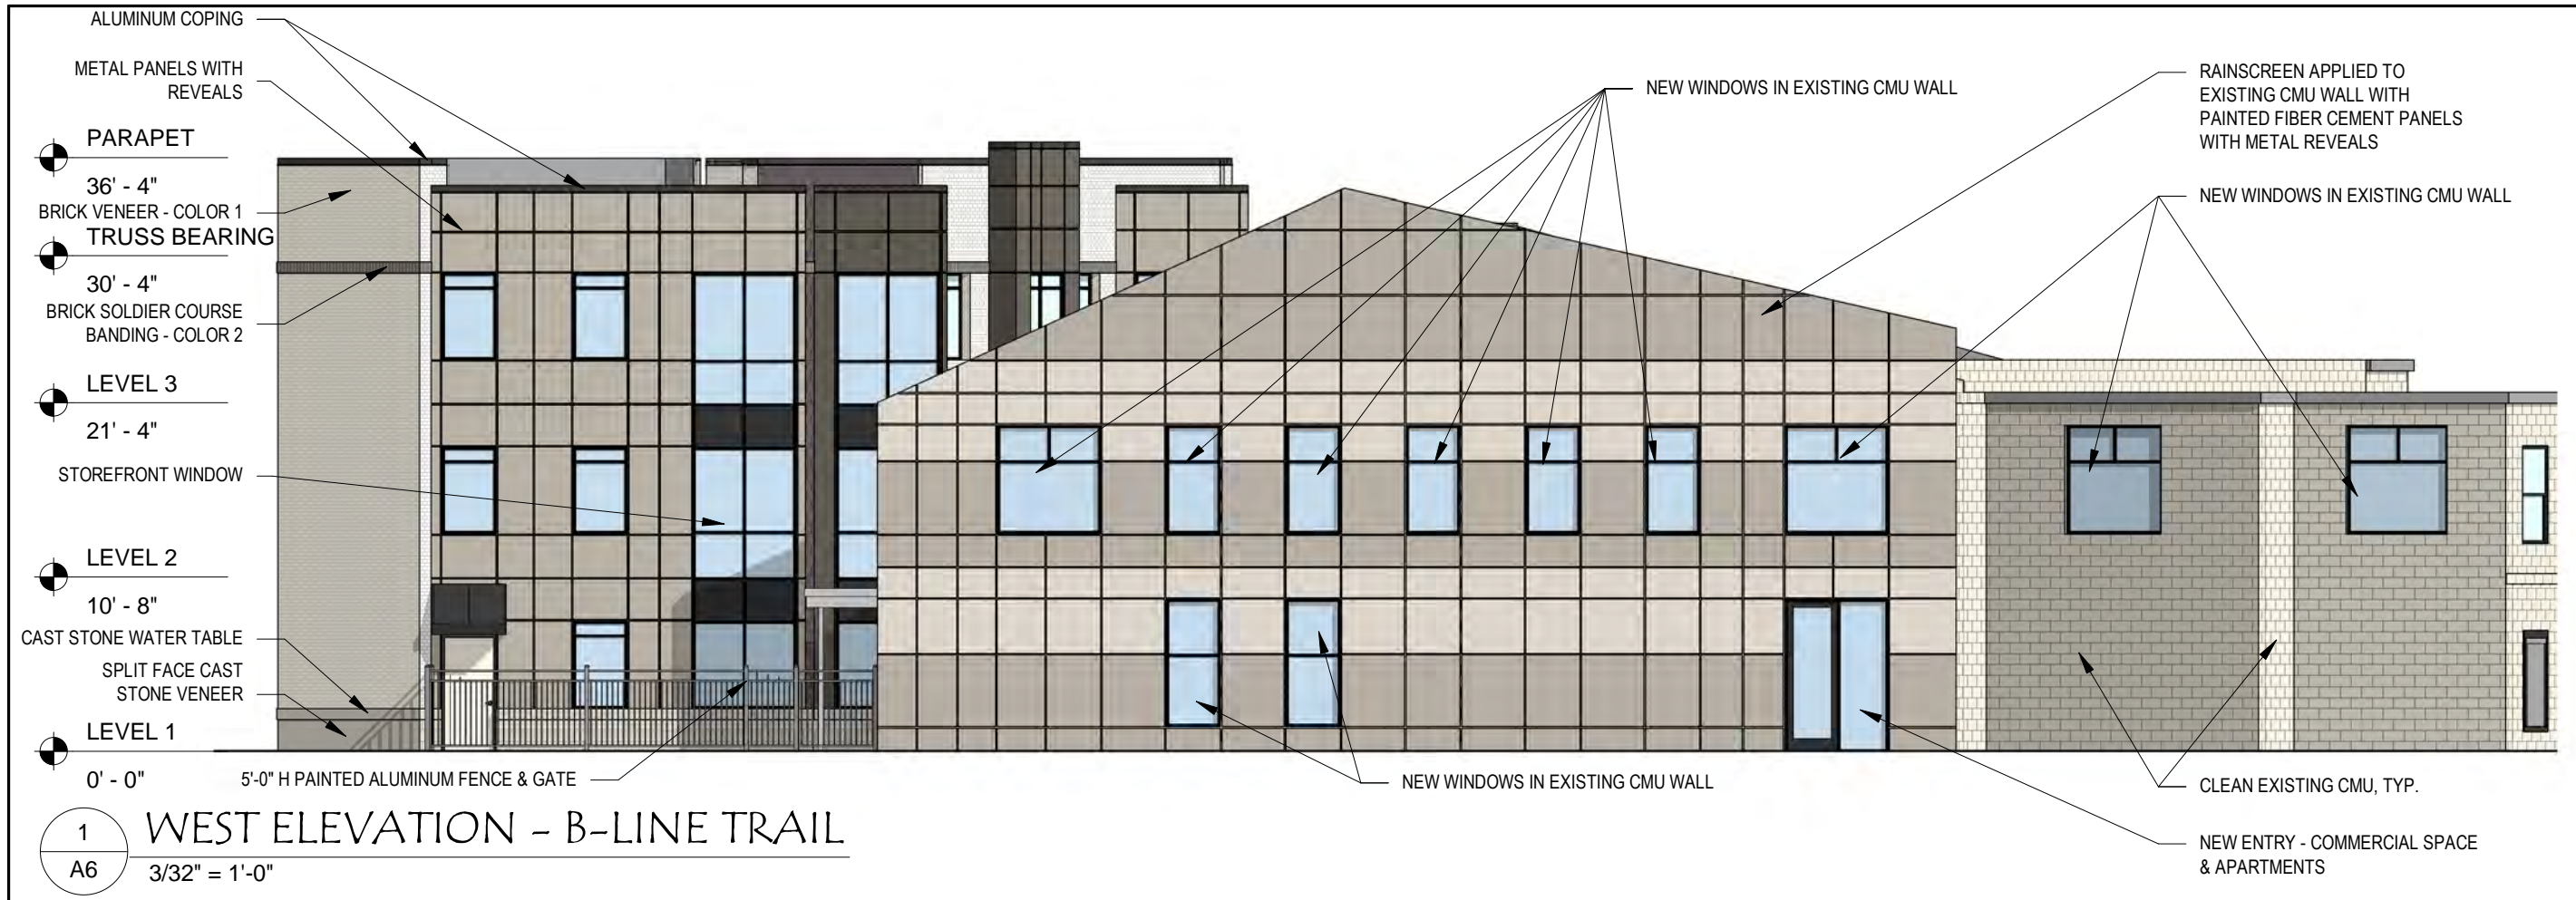 ALUMINUM COPING
METAL PANELS WITH
REVEALS
PARAPET
36' - 4"
BRICK VENEER - COLOR 1
TRUSS BEARING
30' - 4"
BRICK SOLDIER COURSE
BANDING - COLOR 2
LEVEL 3
21' - 4"
STOREFRONT WINDOW
LEVEL 2
10' - 8"
CAST STONE WATER TABLE
SPLIT FACE CAST
STONE VENEER
LEVEL 1
0' - 0"
5'-0" H PAINTED ALUMINUM FENCE & GATE
NEW WINDOWS IN EXISTING CMU WALL
RAINSCREEN APPLIED TO
EXISTING CMU WALL WITH
PAINTED FIBER CEMENT PANELS
WITH METAL REVEALS
NEW WINDOWS IN EXISTING CMU WALL
NEW WINDOWS IN EXISTING CMU WALL
CLEAN EXISTING CMU, TYP.
NEW ENTRY - COMMERCIAL SPACE
& APARTMENTS
1
A6
WEST ELEVATION - B-LINE TRAIL
3/32" = 1'-0"